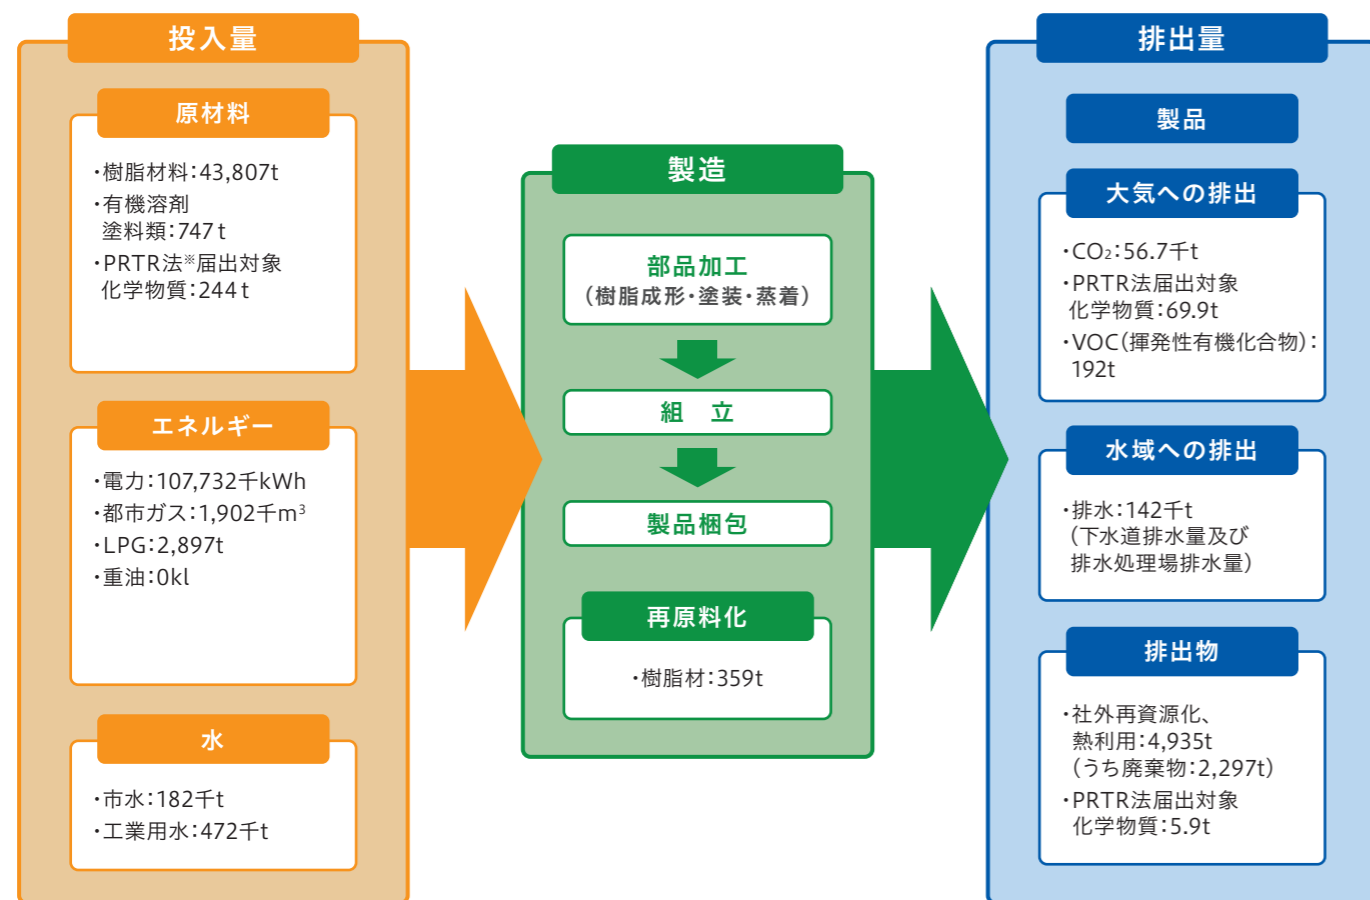 投入量
原材料
・樹脂材料：43,807t
・有機溶剤
塗料類：747t
・PRTR法※届出対象
化学物質：244t
エネルギー
・電力：107,732千kWh
・都市ガス：1,902千m³
・LPG：2,897t
・重油：0kl
水
・市水：182千t
・工業用水：472千t
製造
部品加工
（樹脂成形・塗装・蒸着）
組　立
製品梱包
再原料化
・樹脂材：359t
排出量
製品
大気への排出
・CO₂：56.7千t
・PRTR法届出対象
化学物質：69.9t
・VOC（揮発性有機化合物）：
192t
水域への排出
・排水：142千t
（下水道排水量及び
排水処理場排水量）
排出物
・社外再資源化、
熱利用：4,935t
（うち廃棄物：2,297t）
・PRTR法届出対象
化学物質：5.9t